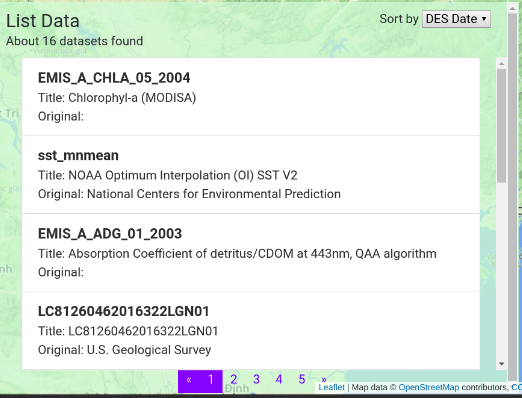 List Data
Sort by DES Date
About 16 datasets found
EMIS_A_CHLA_05_2004
Title: Chlorophyl-a (MODISA)
Original:
sst_mnmean
Title: NOAA Optimum Interpolation (OI) SST V2
Original: National Centers for Environmental Prediction
EMIS_A_ADG_01_2003
Title: Absorption Coefficient of detritus/CDOM at 443nm, QAA algorithm
Original:
LC81260462016322LGN01
Title: LC81260462016322LGN01
Original: U.S. Geological Survey
« 1 2 3 4 5 »
Định
Leaflet | Map data © OpenStreetMap contributors, CC